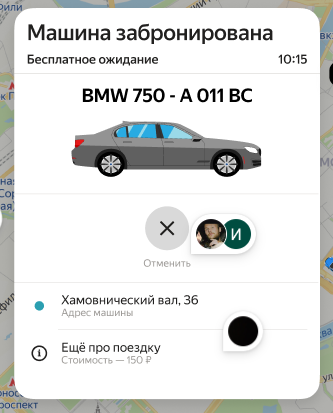 Машина забронирована
Бесплатное ожидание 10:15
BMW 750 - А 011 ВС
И
Отменить
Хамовнический вал, 36
Адрес машины
Ещё про поездку
Стоимость — 150 ₽